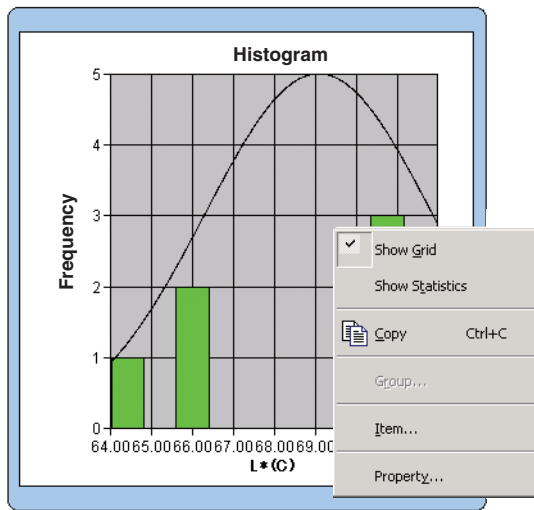 Histogram
Frequency
5
4
3
2
1
0
64.00 65.00 66.00 67.00 68.00 69.00
L*(C)
Show Grid
Show Statistics
Copy Ctrl+C
Group...
Item...
Property...